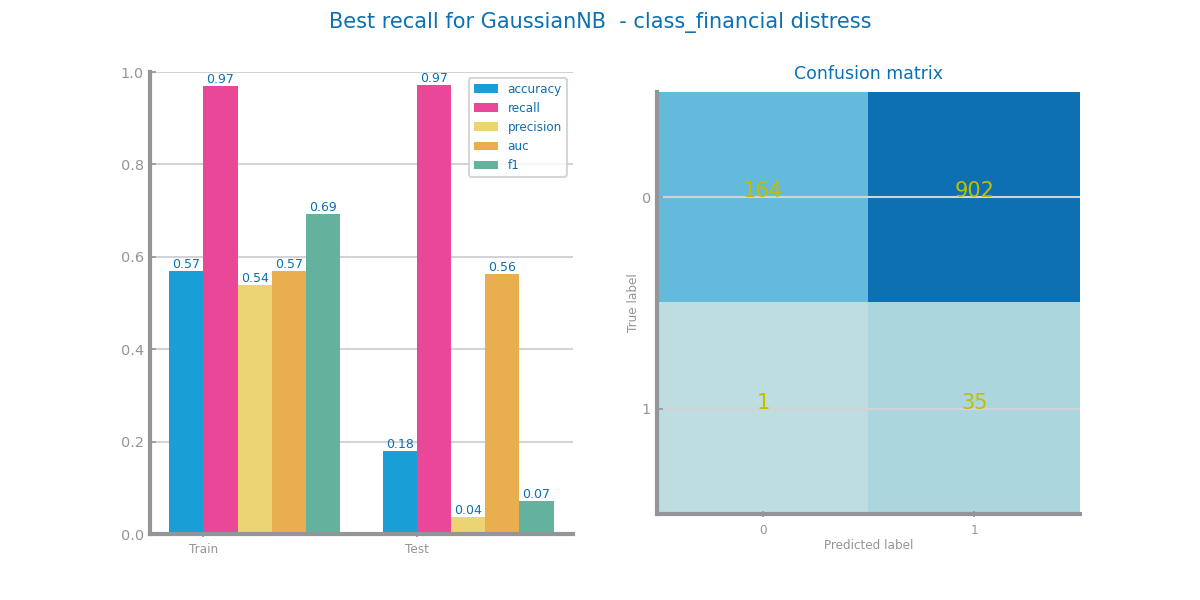 Best recall for GaussianNB  - class_financial distress
1.0
0.8
0.6
0.4
0.2
0.0
0.57
0.97
0.54
0.57
0.69
0.18
0.97
0.04
0.56
0.07
Train
Test
accuracy
recall
precision
auc
f1
Confusion matrix
True label
0
1
164
902
1
35
0
1
Predicted label